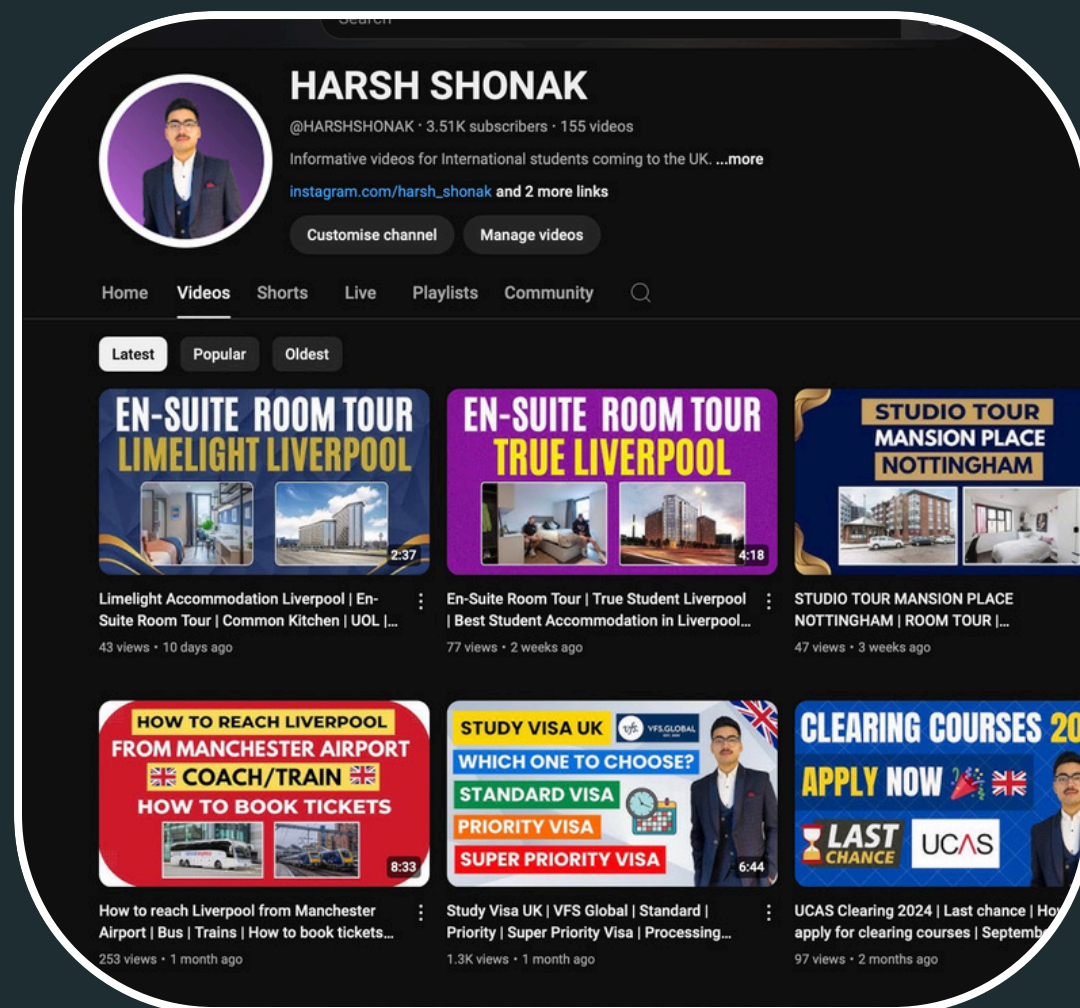 Search
HARSH SHONAK
@HARSHSHONAK · 3.51K subscribers · 155 videos
Informative videos for International students coming to the UK. ...more
instagram.com/harsh_shonak and 2 more links
Customise channel
Manage videos
Home Videos Shorts Live Playlists Community
Latest Popular Oldest
EN-SUITE ROOM TOUR
LIMELIGHT LIVERPOOL
2:37
Limelight Accommodation Liverpool | En-
Suite Room Tour | Common Kitchen | UOL |...
43 views • 10 days ago
EN-SUITE ROOM TOUR
TRUE LIVERPOOL
4:18
En-Suite Room Tour | True Student Liverpool
| Best Student Accommodation in Liverpool...
77 views • 2 weeks ago
STUDIO TOUR
MANSION PLACE
NOTTINGHAM
STUDIO TOUR MANSION PLACE
NOTTINGHAM | ROOM TOUR |...
47 views • 3 weeks ago
HOW TO REACH LIVERPOOL
FROM MANCHESTER AIRPORT
COACH/TRAIN
HOW TO BOOK TICKETS
8:33
How to reach Liverpool from Manchester
Airport | Bus | Trains | How to book tickets...
253 views • 1 month ago
STUDY VISA UK
vfs. VFS.GLOBAL
WHICH ONE TO CHOOSE?
STANDARD VISA
PRIORITY VISA
SUPER PRIORITY VISA
6:44
Study Visa UK | VFS Global | Standard |
Priority | Super Priority Visa | Processing...
1.3K views • 1 month ago
CLEARING COURSES 20
APPLY NOW
LAST
CHANCE
UCAS
UCAS Clearing 2024 | Last chance |
apply for clearing courses |
97 views • 2 months ago